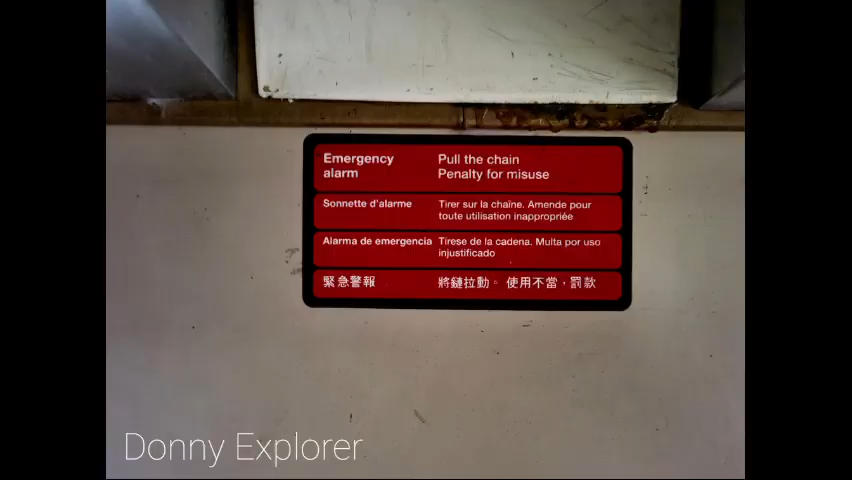 Emergency alarm
Pull the chain
Penalty for misuse
Sonnette d'alarme
Tirer sur la chaîne. Amende pour
toute utilisation inappropriée
Alarma de emergencia
Tirese de la cadena. Multa por uso
injustificado
緊急警報
將鏈拉動。使用不當，罰款
Donny Explorer